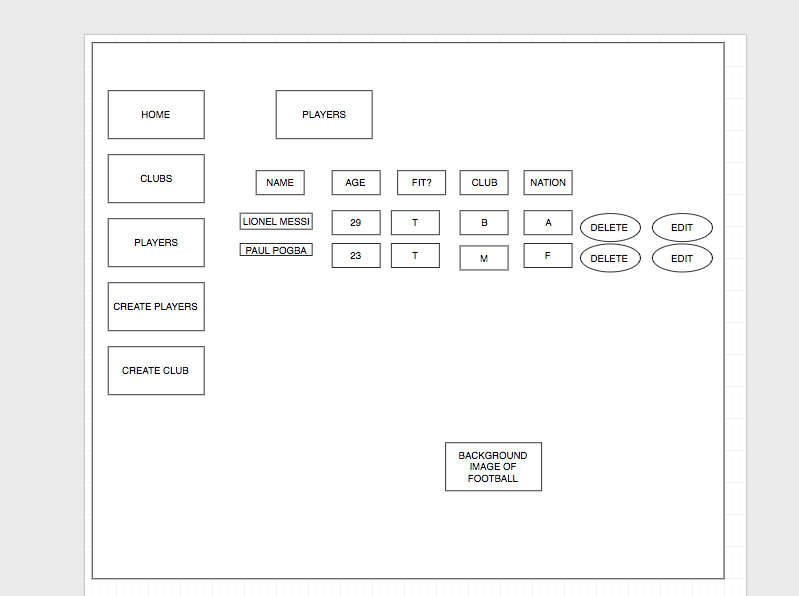 HOME
CLUBS
PLAYERS
CREATE PLAYERS
CREATE CLUB
PLAYERS
NAME AGE FIT? CLUB NATION
LIONEL MESSI 29 T B A DELETE EDIT
PAUL POGBA 23 T M F DELETE EDIT
BACKGROUND
IMAGE OF
FOOTBALL